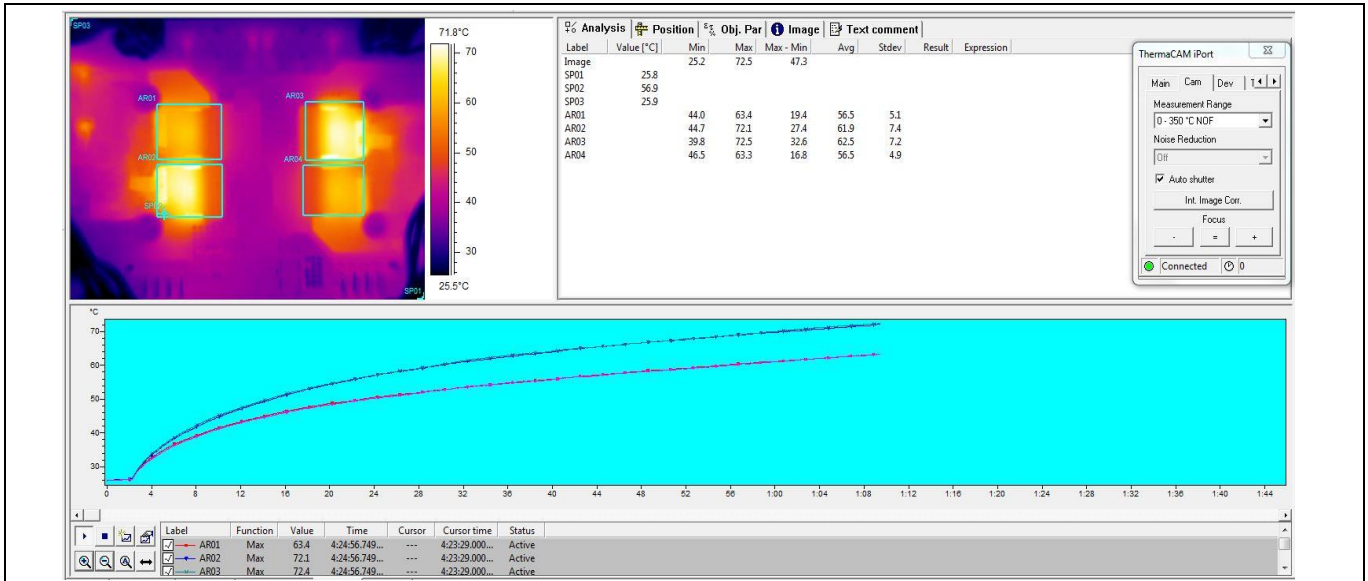 SP03
71.8°C
70
60
50
40
30
25.5°C
AR01
AR03
AR02
AR04
SP01
Analysis Position Obj. Par Image Text comment
Label Value [°C] Min Max Max - Min Avg Stdev Result Expression
Image 25.2 72.5 47.3
SP01 25.8
SP02 56.9
SP03 25.9
AR01 44.0 63.4 19.4 56.5 5.1
AR02 44.7 72.1 27.4 61.9 7.4
AR03 39.8 72.5 32.6 62.5 7.2
AR04 46.5 63.3 16.8 56.5 4.9
ThermaCAM iPort
Main Cam Dev
Measurement Range
0 - 350 °C NOF
Noise Reduction
Off
Auto shutter
Int. Image Corr.
Focus
- = +
Connected 0
°C
70
60
50
40
30
0 4 8 12 16 20 24 28 32 36 40 44 48 52 56 1:00 1:04 1:08 1:12 1:16 1:20 1:24 1:28 1:32 1:36 1:40 1:44
Label Function Value Time Cursor Cursor time Status
AR01 Max 63.4 4:24:56.749... --- 4:23:29.000... Active
AR02 Max 72.1 4:24:56.749... --- 4:23:29.000... Active
AR03 Max 72.4 4:24:56.749... --- 4:23:29.000... Active